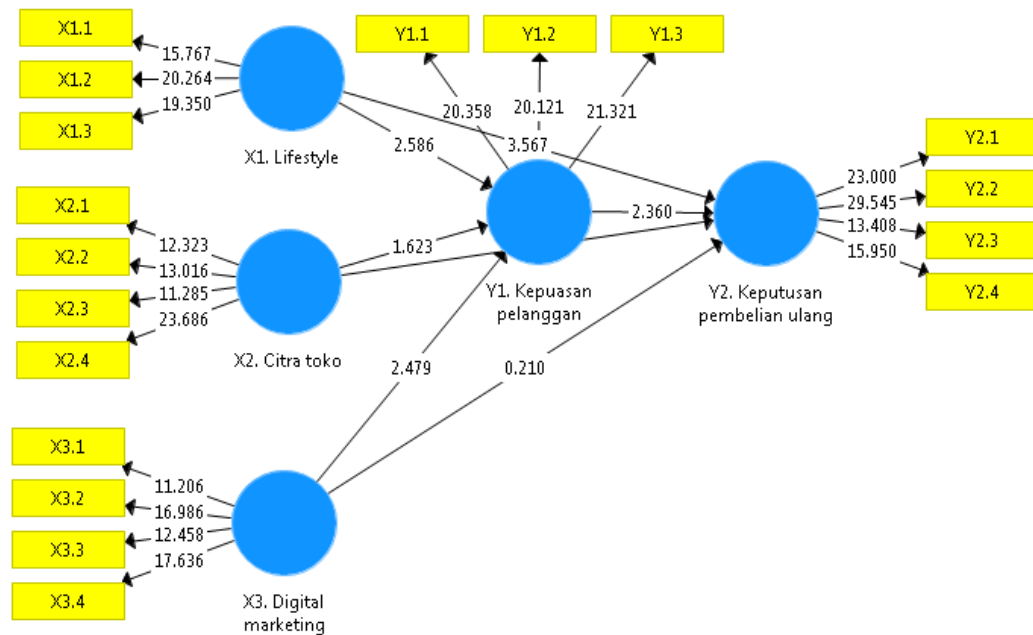 X1.1
X1.2
X1.3
15.767
20.264
19.350
X1. Lifestyle
Y1.1
Y1.2
Y1.3
20.358
20.121
21.321
2.586
3.567
X2.1
X2.2
X2.3
X2.4
12.323
13.016
11.285
23.686
X2. Citra toko
1.623
Y1. Kepuasan
pelanggan
2.360
Y2. Keputusan
pembelian ulang
23.000
29.545
13.408
15.950
Y2.1
Y2.2
Y2.3
Y2.4
2.479
0.210
X3.1
X3.2
X3.3
X3.4
11.206
16.986
12.458
17.636
X3. Digital
marketing